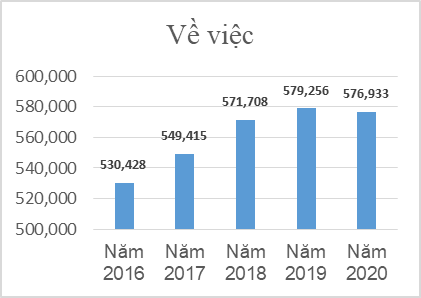 Về việc
600,000
580,000
560,000
540,000
520,000
500,000
530,428
549,415
571,708
579,256
576,933
Năm 2016
Năm 2017
Năm 2018
Năm 2019
Năm 2020